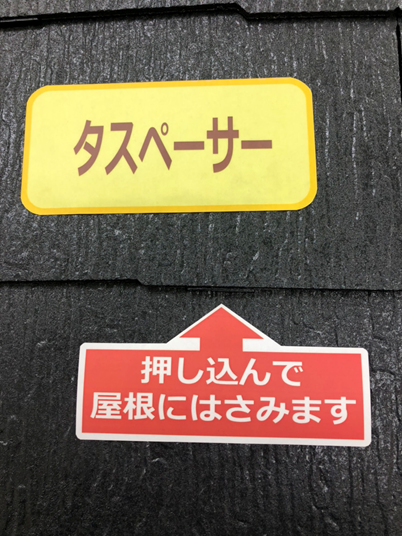 タスペーサー
押し込んで
屋根にはさみます